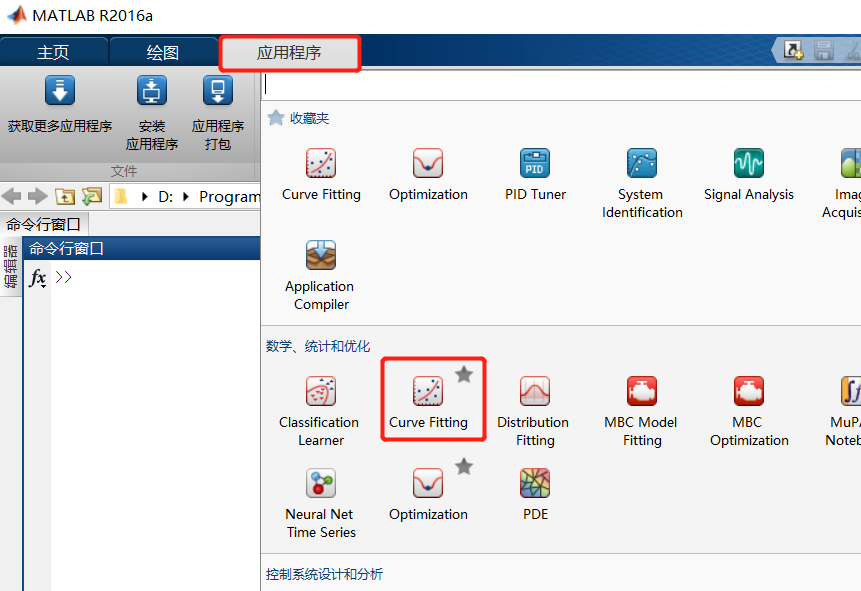 MATLAB R2016a
主页
绘图
应用程序
获取更多应用程序
安装
应用程序
应用程序
打包
文件
D:
Program
命令行窗口
命令行窗口
编辑器
fx >>
收藏夹
Curve Fitting
Optimization
PID
PID Tuner
System
Identification
Signal Analysis
Imag
Acquis
Application
Compiler
数学、统计和优化
Classification
Learner
Curve Fitting
Distribution
Fitting
MBC Model
Fitting
MBC
Optimization
MuPA
Noteb
Neural Net
Time Series
Optimization
PDE
控制系统设计和分析